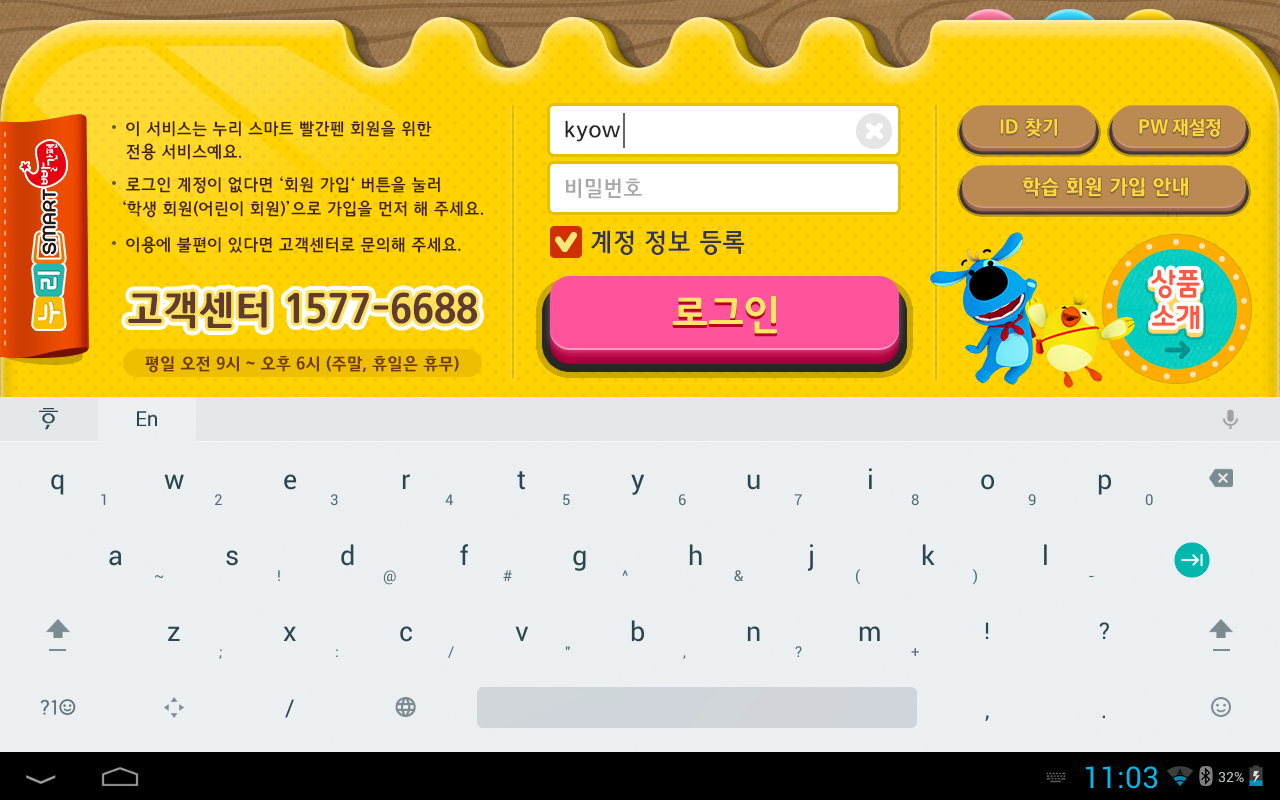 이 서비스는 누리 스마트 빨간펜 회원을 위한
전용 서비스예요.
로그인 계정이 없다면 ‘회원 가입‘ 버튼을 눌러
‘학생 회원(어린이 회원)’으로 가입을 먼저 해 주세요.
이용에 불편이 있다면 고객센터로 문의해 주세요.
고객센터 1577-6688
평일 오전 9시 ~ 오후 6시 (주말, 휴일은 휴무)
누리 SMART 빨간펜
kyow
비밀번호
계정 정보 등록
로그인
ID 찾기
PW 재설정
학습 회원 가입 안내
상품
소개
En
q 1 w 2 e 3 r 4 t 5 y 6 u 7 i 8 o 9 p 0
a ~ s ! d @ f # g ^ h & j ( k ) l -
z ; x : c / v " b , n ? m + ! ?
?1☺ / , .
11:03 32%